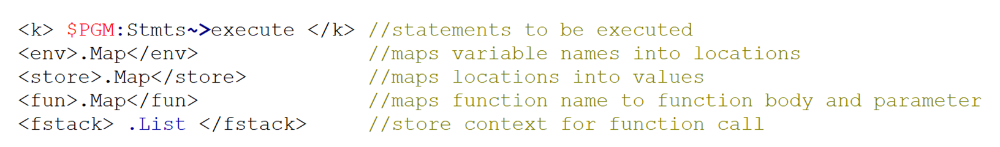 <k> $PGM:Stmts~>execute </k> //statements to be executed
<env>.Map</env> //maps variable names into locations
<store>.Map</store> //maps locations into values
<fun>.Map</fun> //maps function name to function body and parameter
<fstack> .List </fstack> //store context for function call